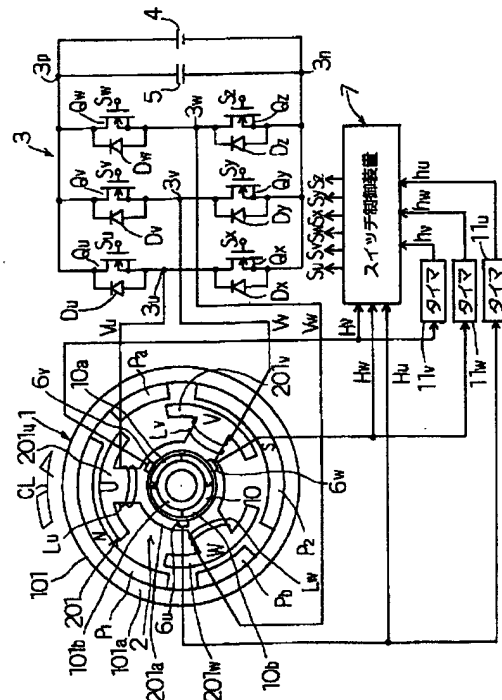 CL
201u,1
101
201
101b
P1
101a
2
201a
6u
201w
Lu
N
6v
10a
10
Pa
Lv
V
W
Pb
Lw
10b
P2
S
6w
201v
3
3p
4
5
3n
Qu
Su
Du
Qv
Sv
Dv
Qw
Sw
Dw
3u
3v
3w
Sx
Qx
Dx
Sy
Qy
Dy
Sz
Qz
Dz
Vu
Vv
Vw
Hv
Hw
Hu
Su Sv Sw Sx Sy Sz
スイッチ制御装置
7
hv
hw
hu
タイマ
11v
タイマ
11w
タイマ
11u